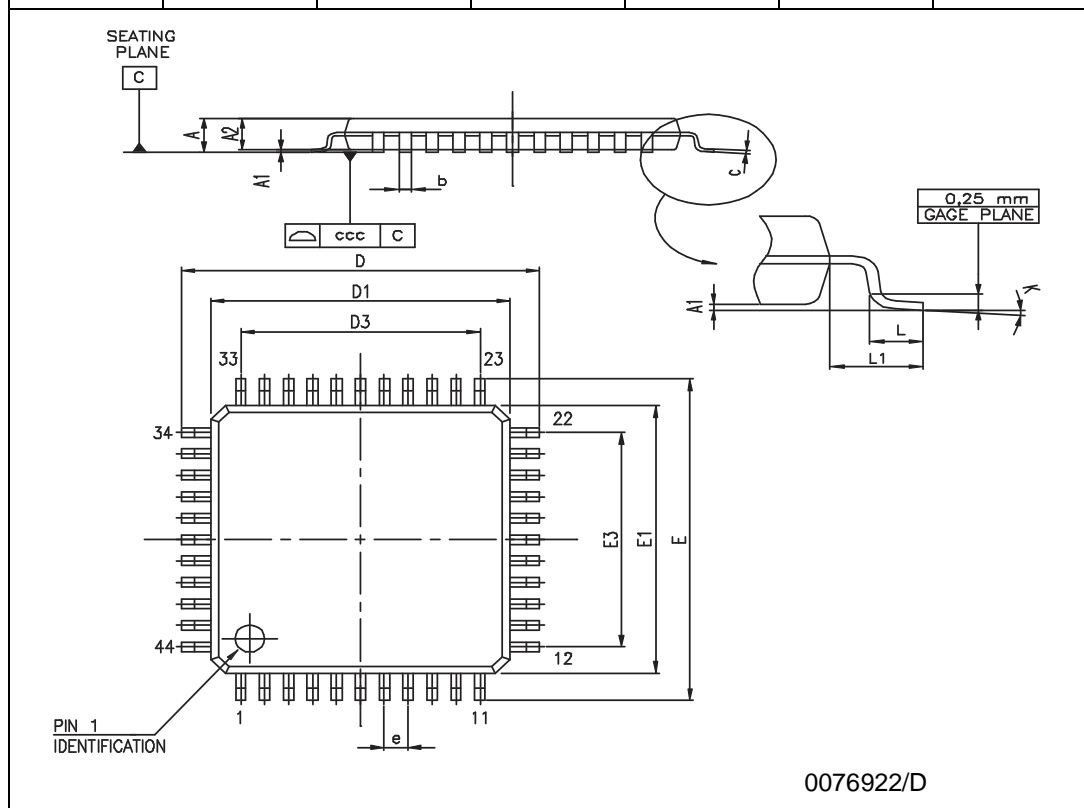 SEATING
PLANE
C
A
A2
A1
b
c
ccc C
0,25 mm
GAGE PLANE
D
D1
D3
A1
K
L
L1
33
23
34
22
E3
E1
E
44
12
1
11
e
PIN 1
IDENTIFICATION
0076922/D